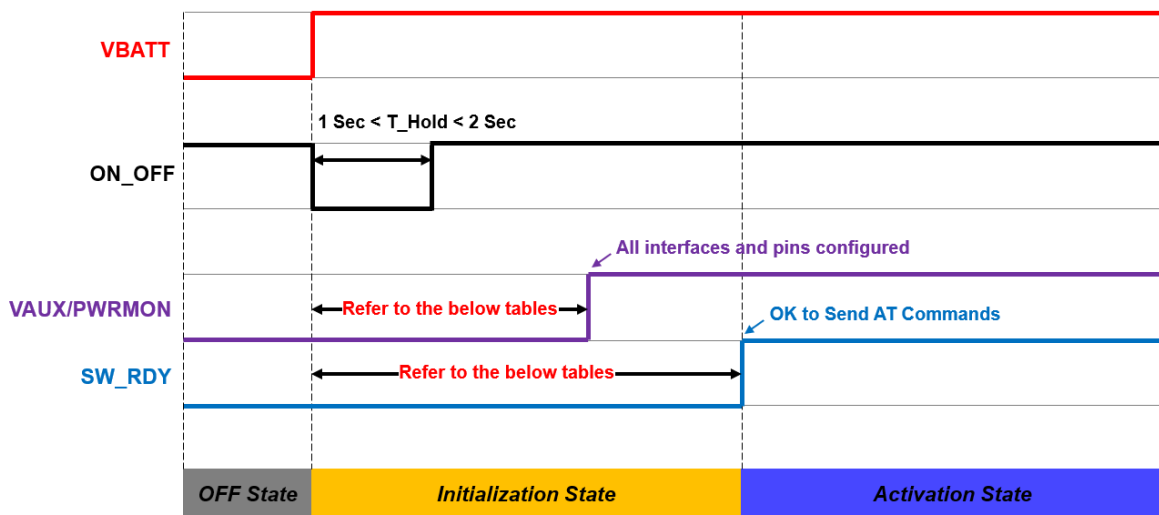 VBATT
1 Sec < T_Hold < 2 Sec
ON_OFF
All interfaces and pins configured
VAUX/PWRMON
Refer to the below tables
OK to Send AT Commands
SW_RDY
Refer to the below tables
OFF State
Initialization State
Activation State